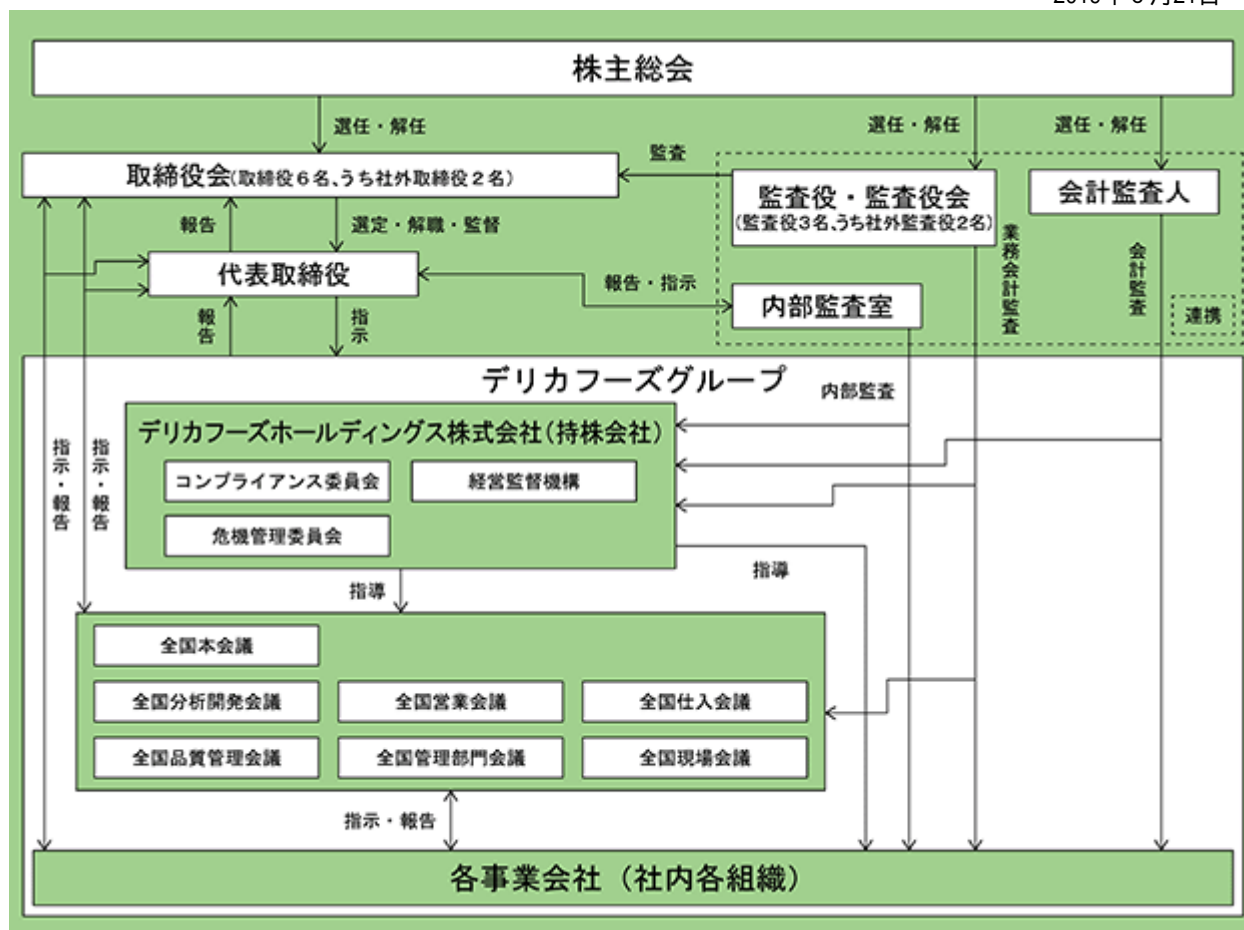 株主総会
選任・解任
選任・解任
選任・解任
監査
取締役会(取締役6名、うち社外取締役2名)
監査役・監査役会
(監査役3名、うち社外監査役2名)
会計監査人
報告
選定・解職・監督
業務会計監査
会計監査
代表取締役
報告・指示
内部監査室
連携
報告
指示
デリカフーズグループ
内部監査
デリカフーズホールディングス株式会社(持株会社)
指示・報告
指示・報告
コンプライアンス委員会
経営監督機構
危機管理委員会
指導
指導
全国本会議
全国分析開発会議
全国営業会議
全国仕入会議
全国品質管理会議
全国管理部門会議
全国現場会議
指示・報告
各事業会社(社内各組織)